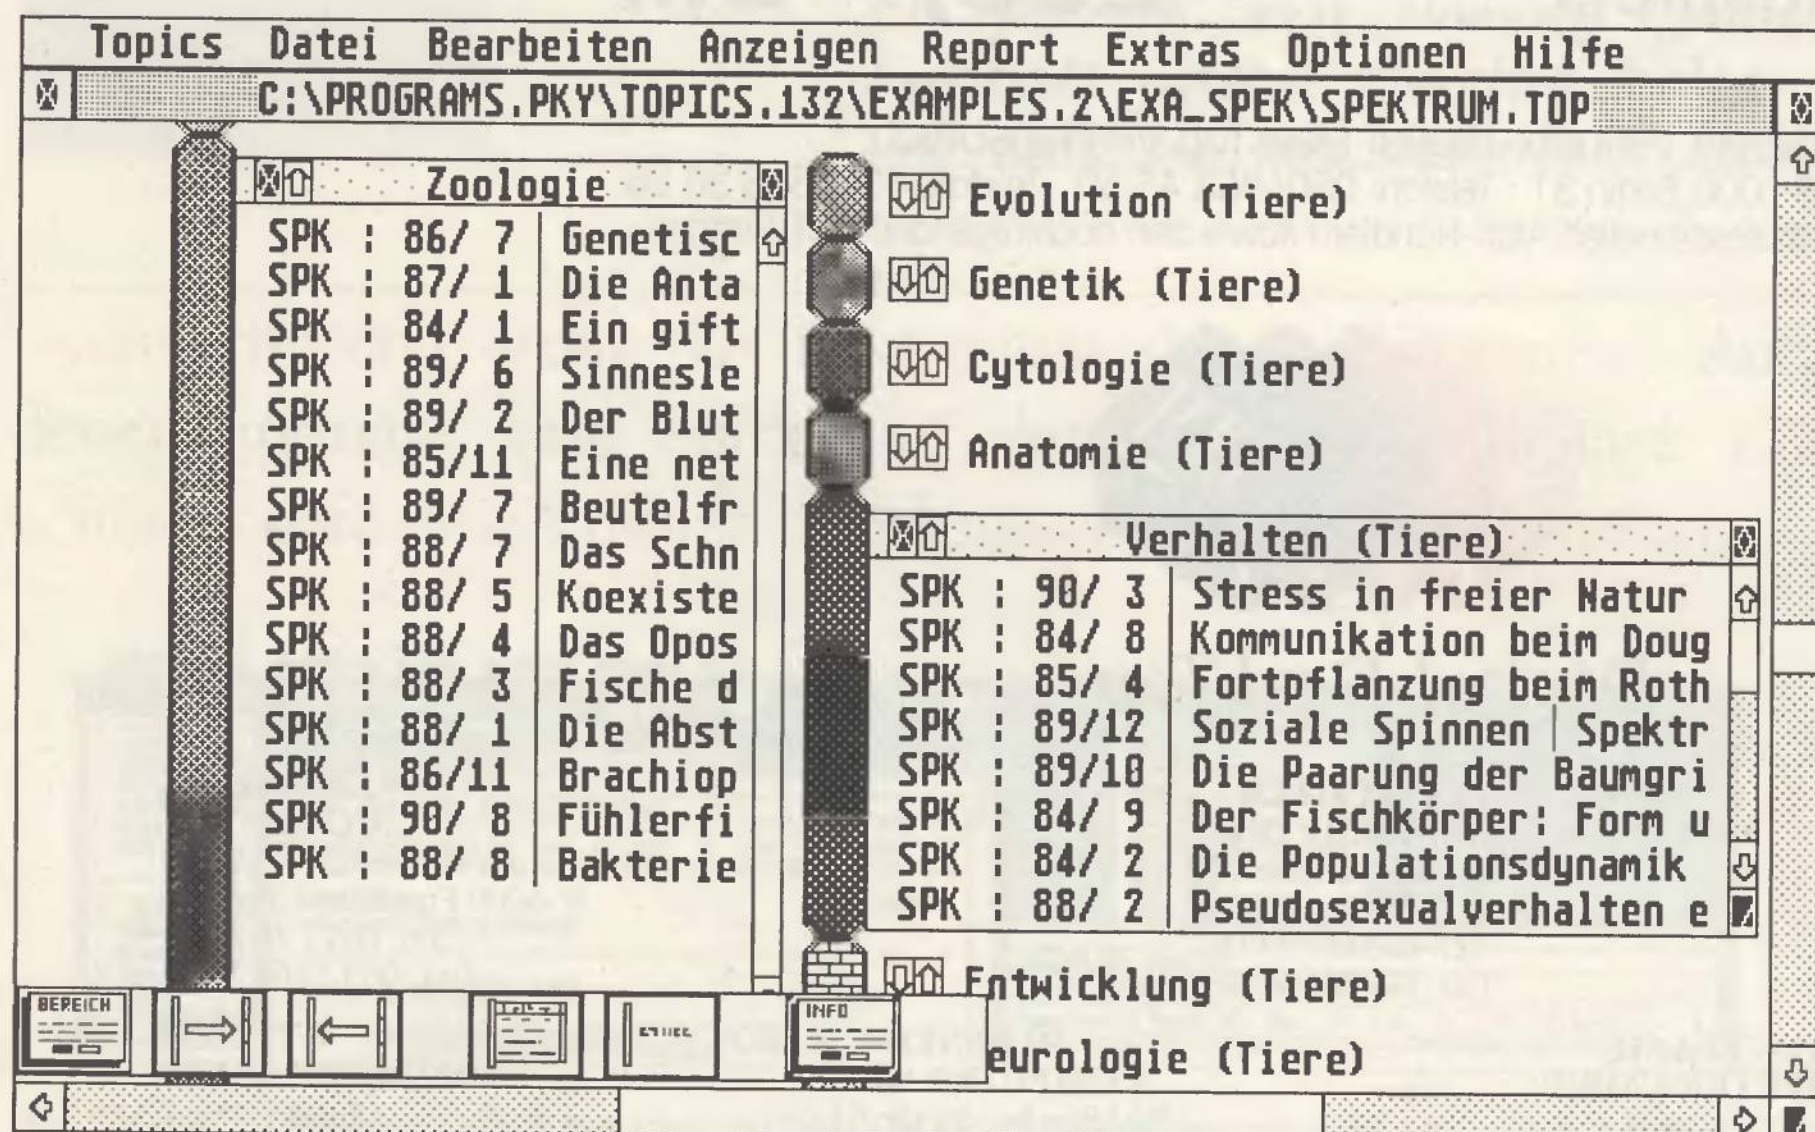 Topics Datei Bearbeiten Anzeigen Report Extras Optionen Hilfe
C:\PROGRAMS.PKY\TOPICS.132\EXAMPLES.2\EXA_SPEK\SPEKTRUM.TOP
Zoologie
SPK : 86/ 7 Genetisc
SPK : 87/ 1 Die Anta
SPK : 84/ 1 Ein gift
SPK : 89/ 6 Sinnesle
SPK : 89/ 2 Der Blut
SPK : 85/11 Eine net
SPK : 89/ 7 Beutelfr
SPK : 88/ 7 Das Schn
SPK : 88/ 5 Koexiste
SPK : 88/ 4 Das Opos
SPK : 88/ 3 Fische d
SPK : 88/ 1 Die Abst
SPK : 86/11 Brachiop
SPK : 90/ 8 Fühlerfi
SPK : 88/ 8 Bakterie
Evolution (Tiere)
Genetik (Tiere)
Cytologie (Tiere)
Anatomie (Tiere)
Verhalten (Tiere)
SPK : 90/ 3 Stress in freier Natur
SPK : 84/ 8 Kommunikation beim Doug
SPK : 85/ 4 Fortpflanzung beim Roth
SPK : 89/12 Soziale Spinnen | Spektr
SPK : 89/10 Die Paarung der Baumgri
SPK : 84/ 9 Der Fischkörper: Form u
SPK : 84/ 2 Die Populationsdynamik
SPK : 88/ 2 Pseudosexualverhalten e
Entwicklung (Tiere)
eurologie (Tiere)
BEREICH
INFO